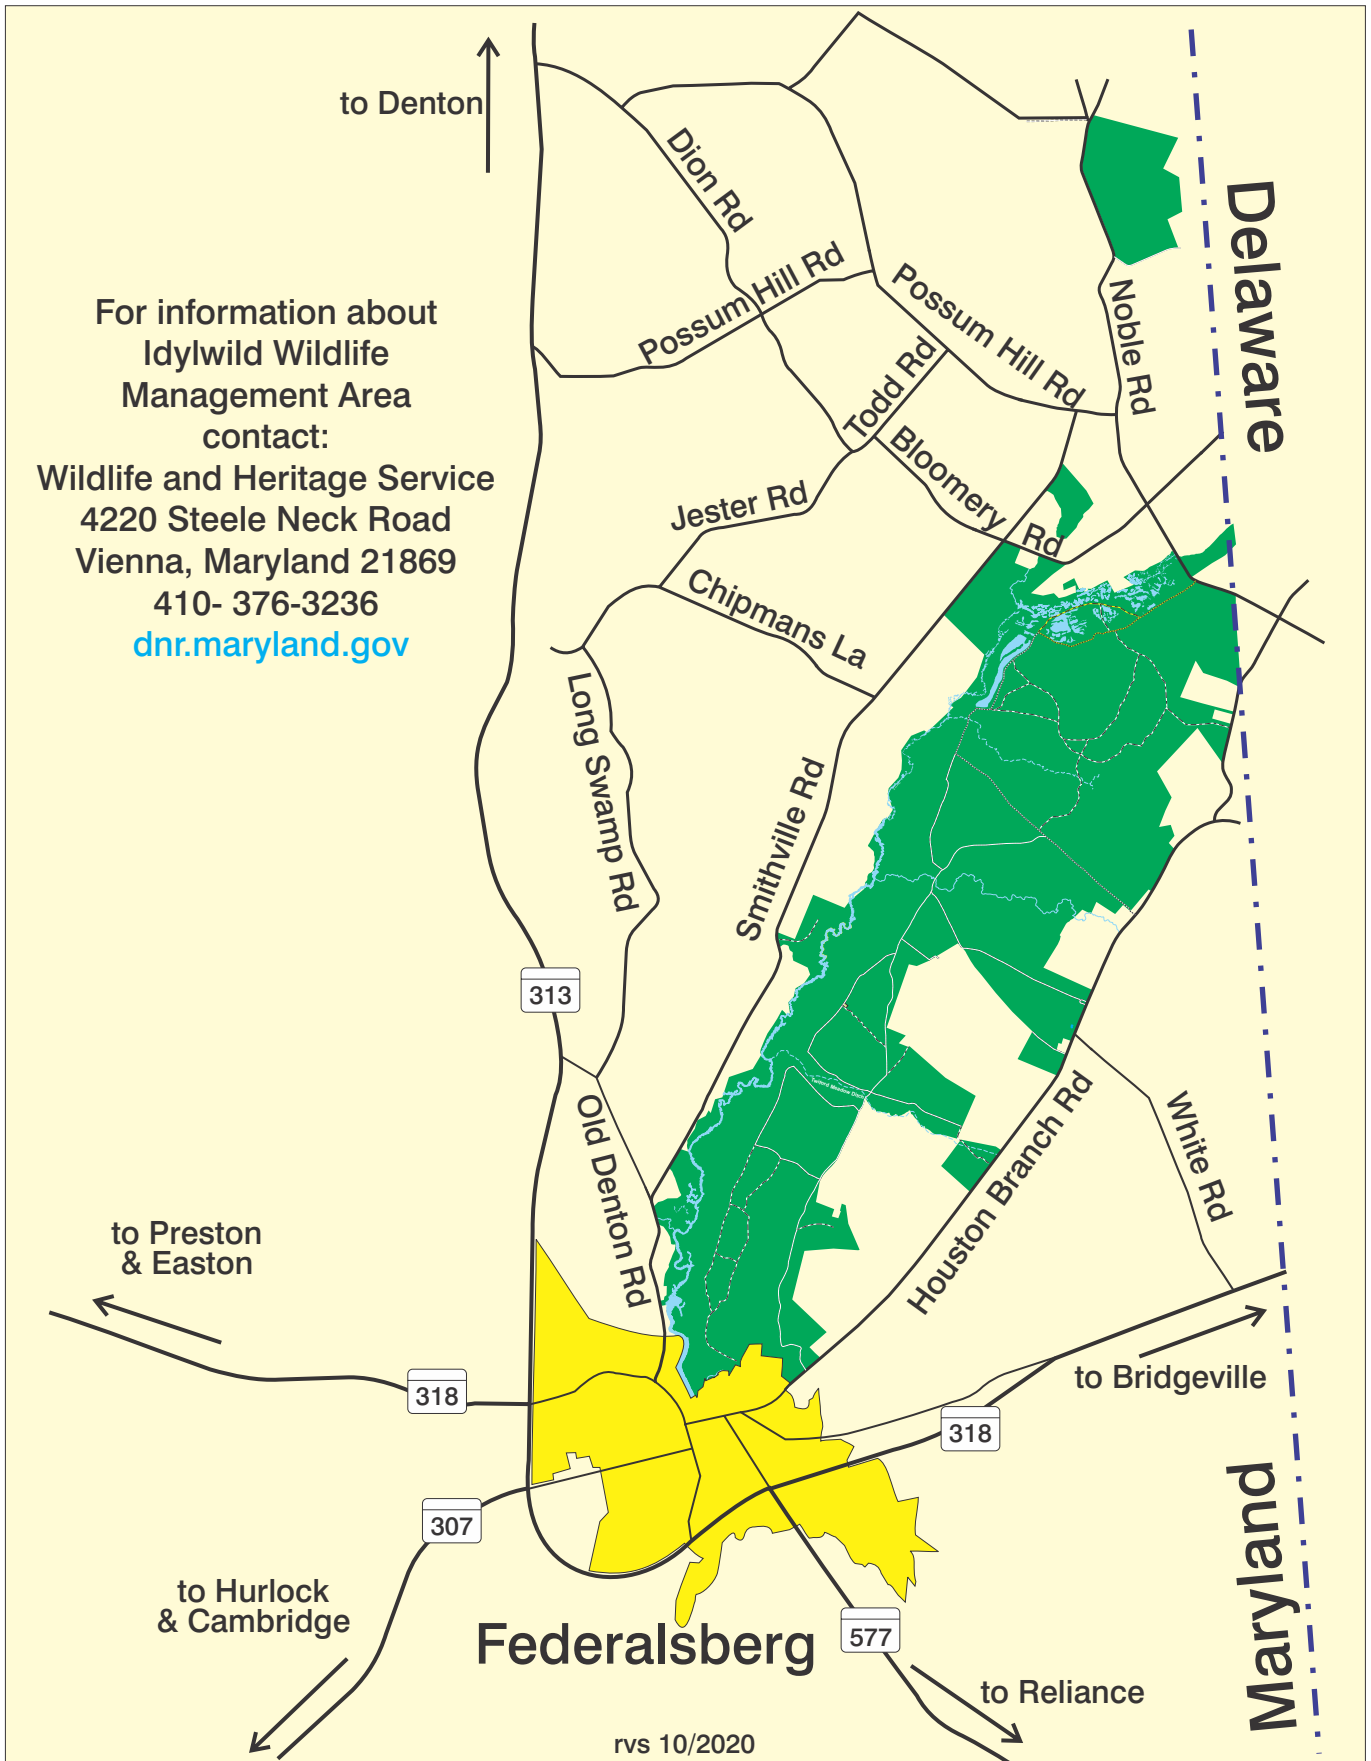 to Denton
Dion Rd
Delaware
Possum Hill Rd
Possum Hill Rd
Noble Rd
For information about
Idylwild Wildlife
Management Area
contact:
Wildlife and Heritage Service
4220 Steele Neck Road
Vienna, Maryland 21869
410- 376-3236
dnr.maryland.gov
Todd Rd
Bloomery Rd
Jester Rd
Chipmans La
Long Swamp Rd
Smithville Rd
313
Twiford Meadow Ditch
Old Denton Rd
Houston Branch Rd
White Rd
to Preston
& Easton
to Bridgeville
318
318
307
Maryland
to Hurlock
& Cambridge
Federalsberg
577
to Reliance
rvs 10/2020